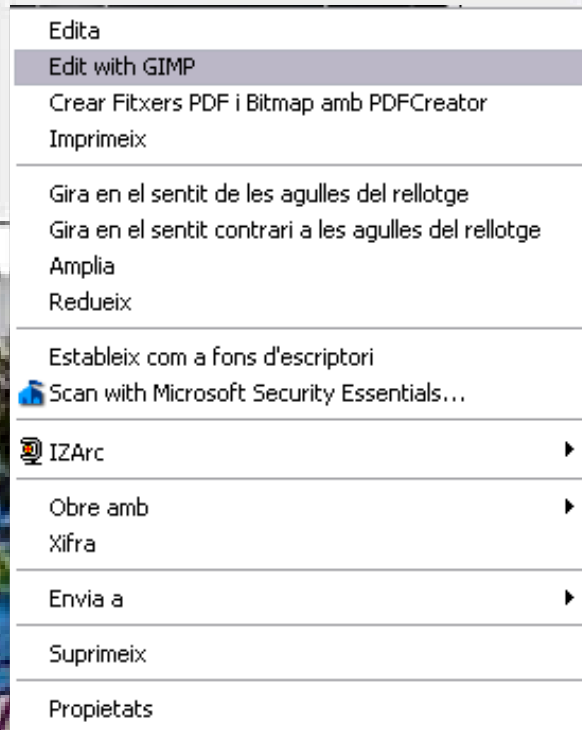 Edita
Edit with GIMP
Crear Fitxers PDF i Bitmap amb PDFCreator
Imprimeix
Gira en el sentit de les agulles del rellotge
Gira en el sentit contrari a les agulles del rellotge
Amplia
Redueix
Estableix com a fons d'escriptori
Scan with Microsoft Security Essentials...
IZArc
Obre amb
Xifra
Envia a
Suprimeix
Propietats